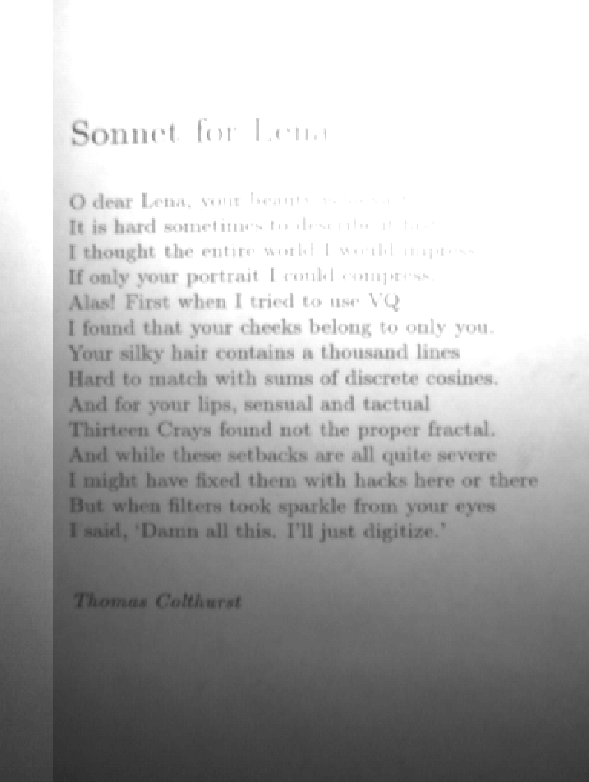 Sonnet for Lena
O dear Lena, your beauty is so vast
It is hard sometimes to describe it fast.
I thought the entire world I would impress
If only your portrait I could compress.
Alas! First when I tried to use VQ
I found that your cheeks belong to only you.
Your silky hair contains a thousand lines
Hard to match with sums of discrete cosines.
And for your lips, sensual and tactual
Thirteen Crays found not the proper fractal.
And while these setbacks are all quite severe
I might have fixed them with hacks here or there
But when filters took sparkle from your eyes
I said, ‘Damn all this. I'll just digitize.’
Thomas Colthurst